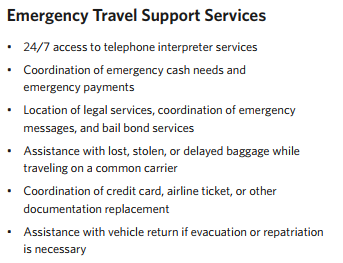 Emergency Travel Support Services
• 24/7 access to telephone interpreter services
• Coordination of emergency cash needs and
emergency payments
• Location of legal services, coordination of emergency
messages, and bail bond services
• Assistance with lost, stolen, or delayed baggage while
traveling on a common carrier
• Coordination of credit card, airline ticket, or other
documentation replacement
• Assistance with vehicle return if evacuation or repatriation
is necessary